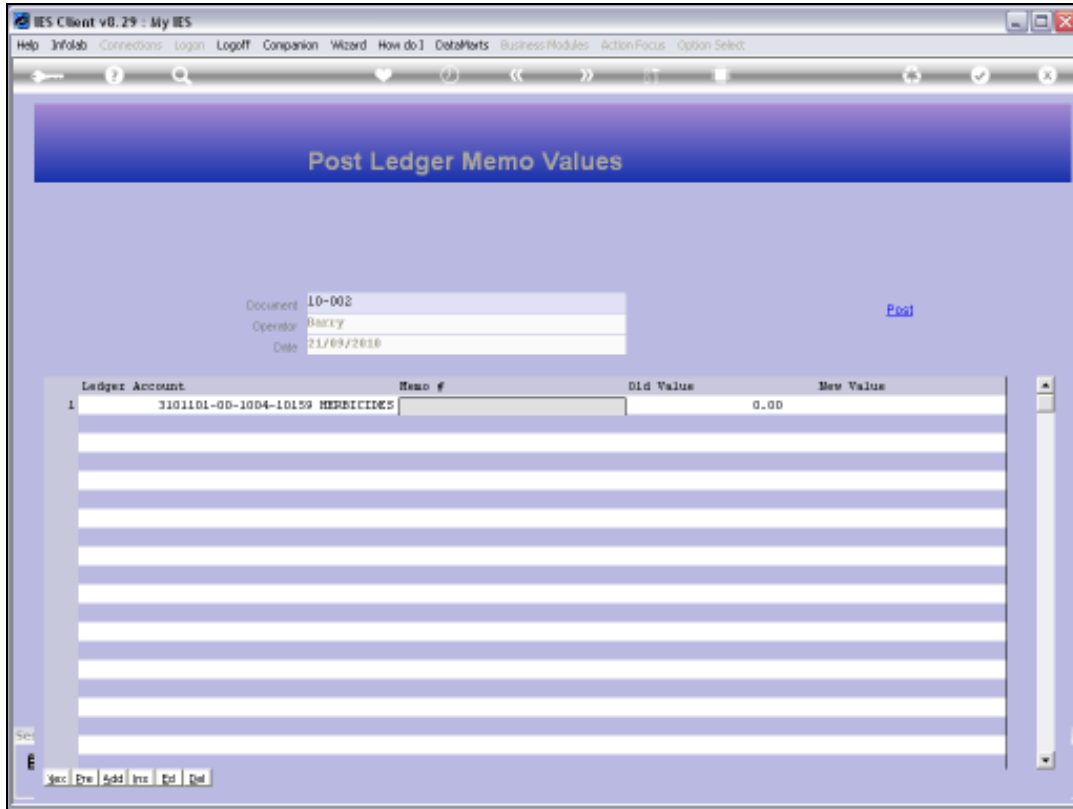 IES Client v8.29 : My IES
Help Infolab Connections Logon Logoff Companion Wizard How do I DataMarts Business Modules Action Focus Option Select
Post Ledger Memo Values
Document 10-002
Post
Operator Barry
Date 21/09/2010
Ledger Account Memo # Old Value New Value
1 3101101-00-1004-10159 HERBICIDES 0.00
Ses
Pre Add Ins Ed Del